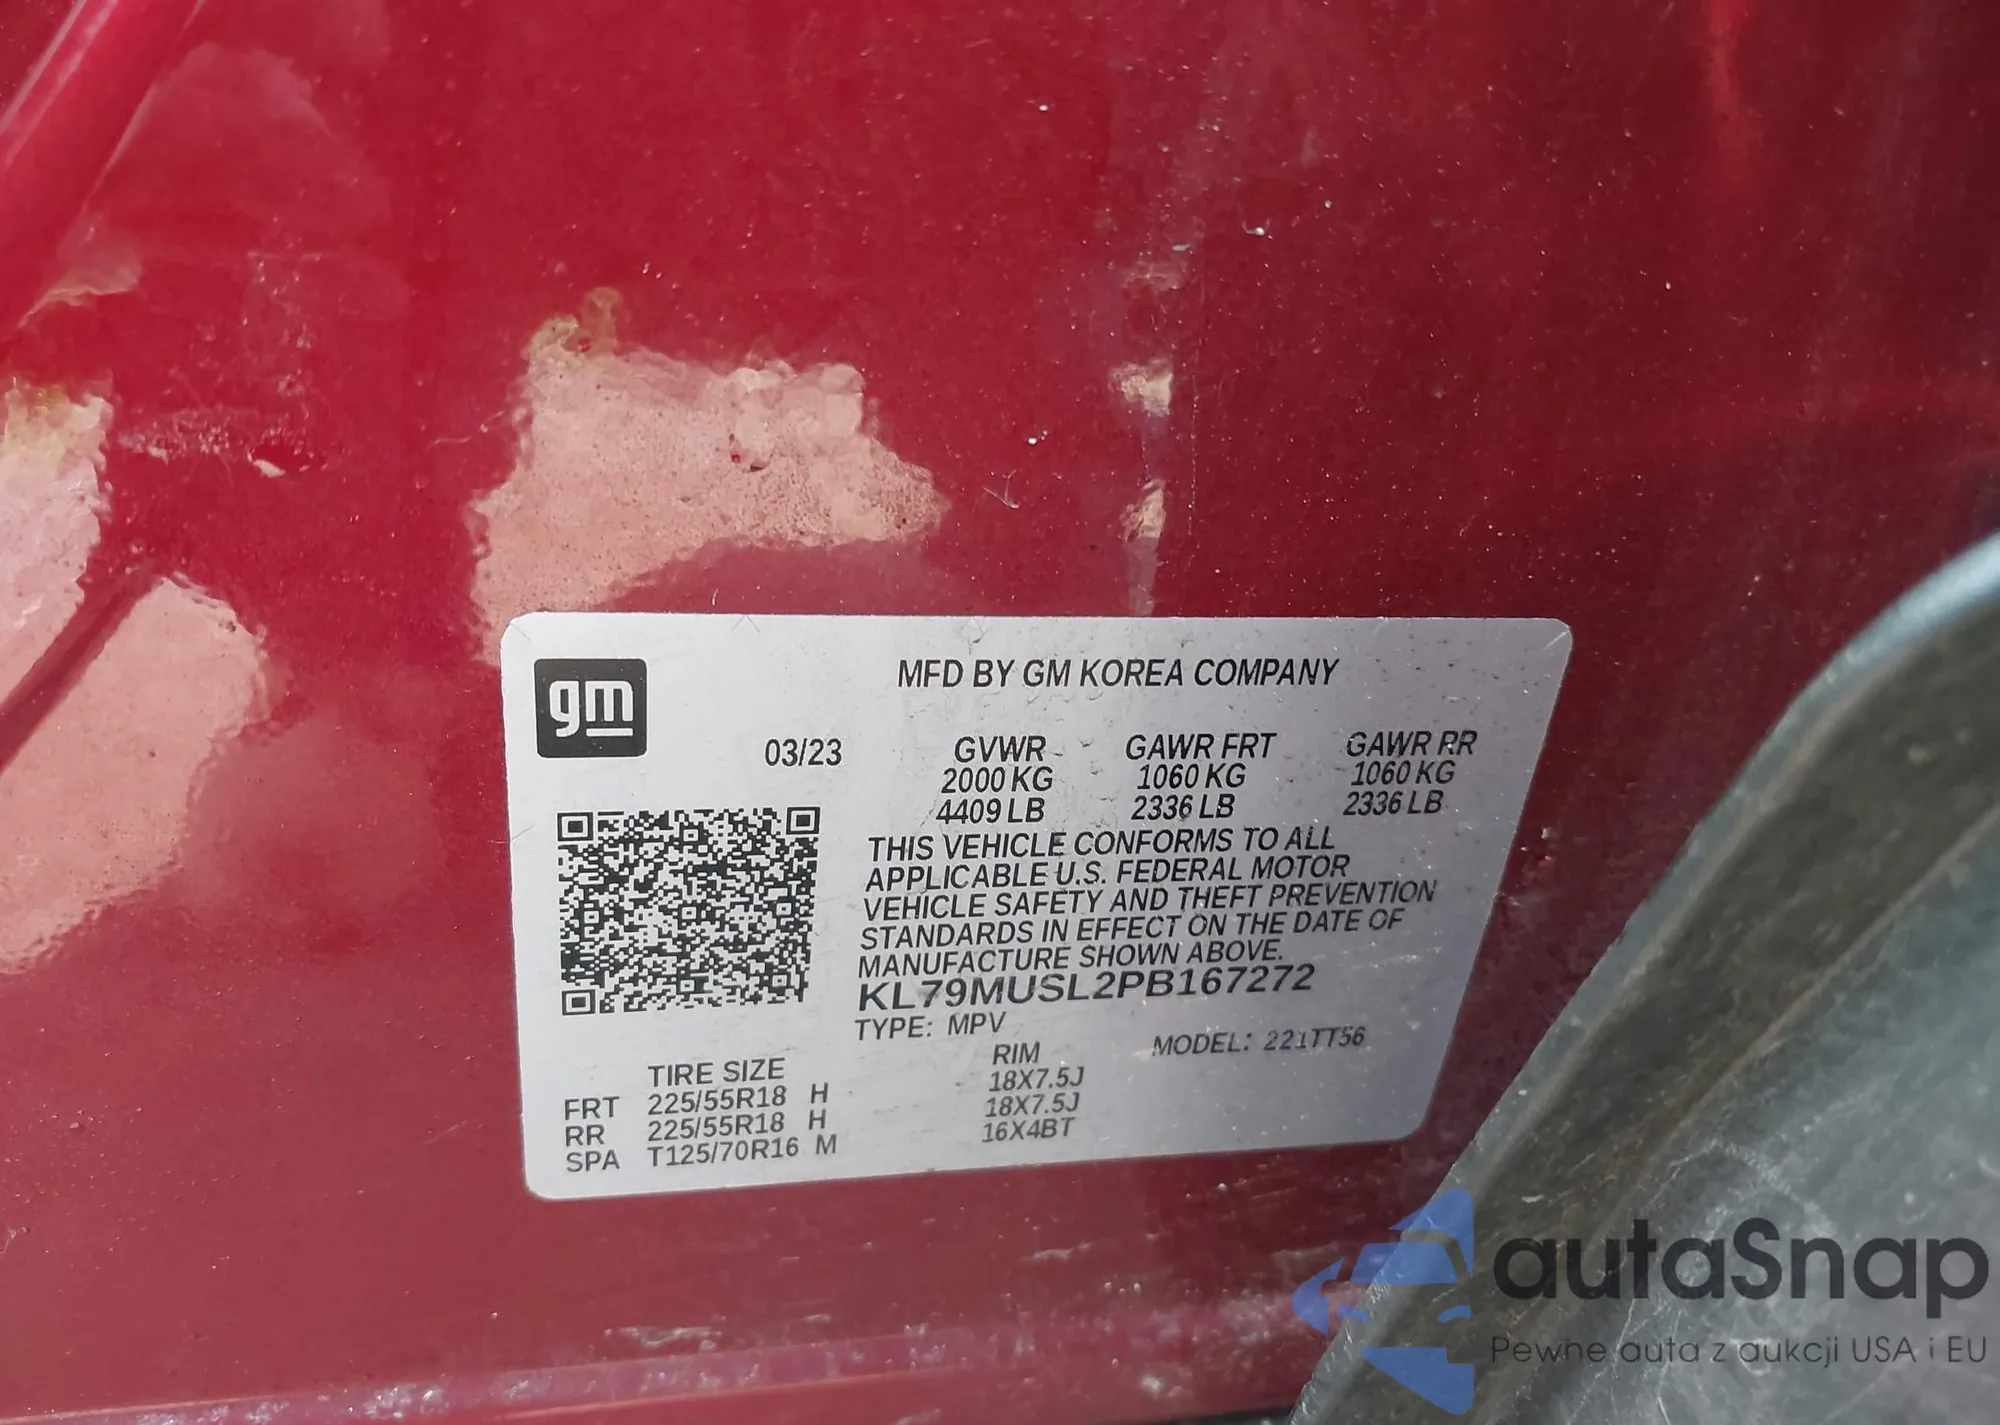 gm
MFD BY GM KOREA COMPANY
03/23 GVWR GAWR FRT GAWR RR
2000 KG 1060 KG 1060 KG
4409 LB 2336 LB 2336 LB
THIS VEHICLE CONFORMS TO ALL
APPLICABLE U.S. FEDERAL MOTOR
VEHICLE SAFETY AND THEFT PREVENTION
STANDARDS IN EFFECT ON THE DATE OF
MANUFACTURE SHOWN ABOVE.
KL79MUSL2PB167272
TYPE: MPV MODEL: 221TT56
TIRE SIZE RIM
FRT 225/55R18 H 18X7.5J
RR 225/55R18 H 18X7.5J
SPA T125/70R16 M 16X4BT
autaSnap
Pewne auta z aukcji USA i EU